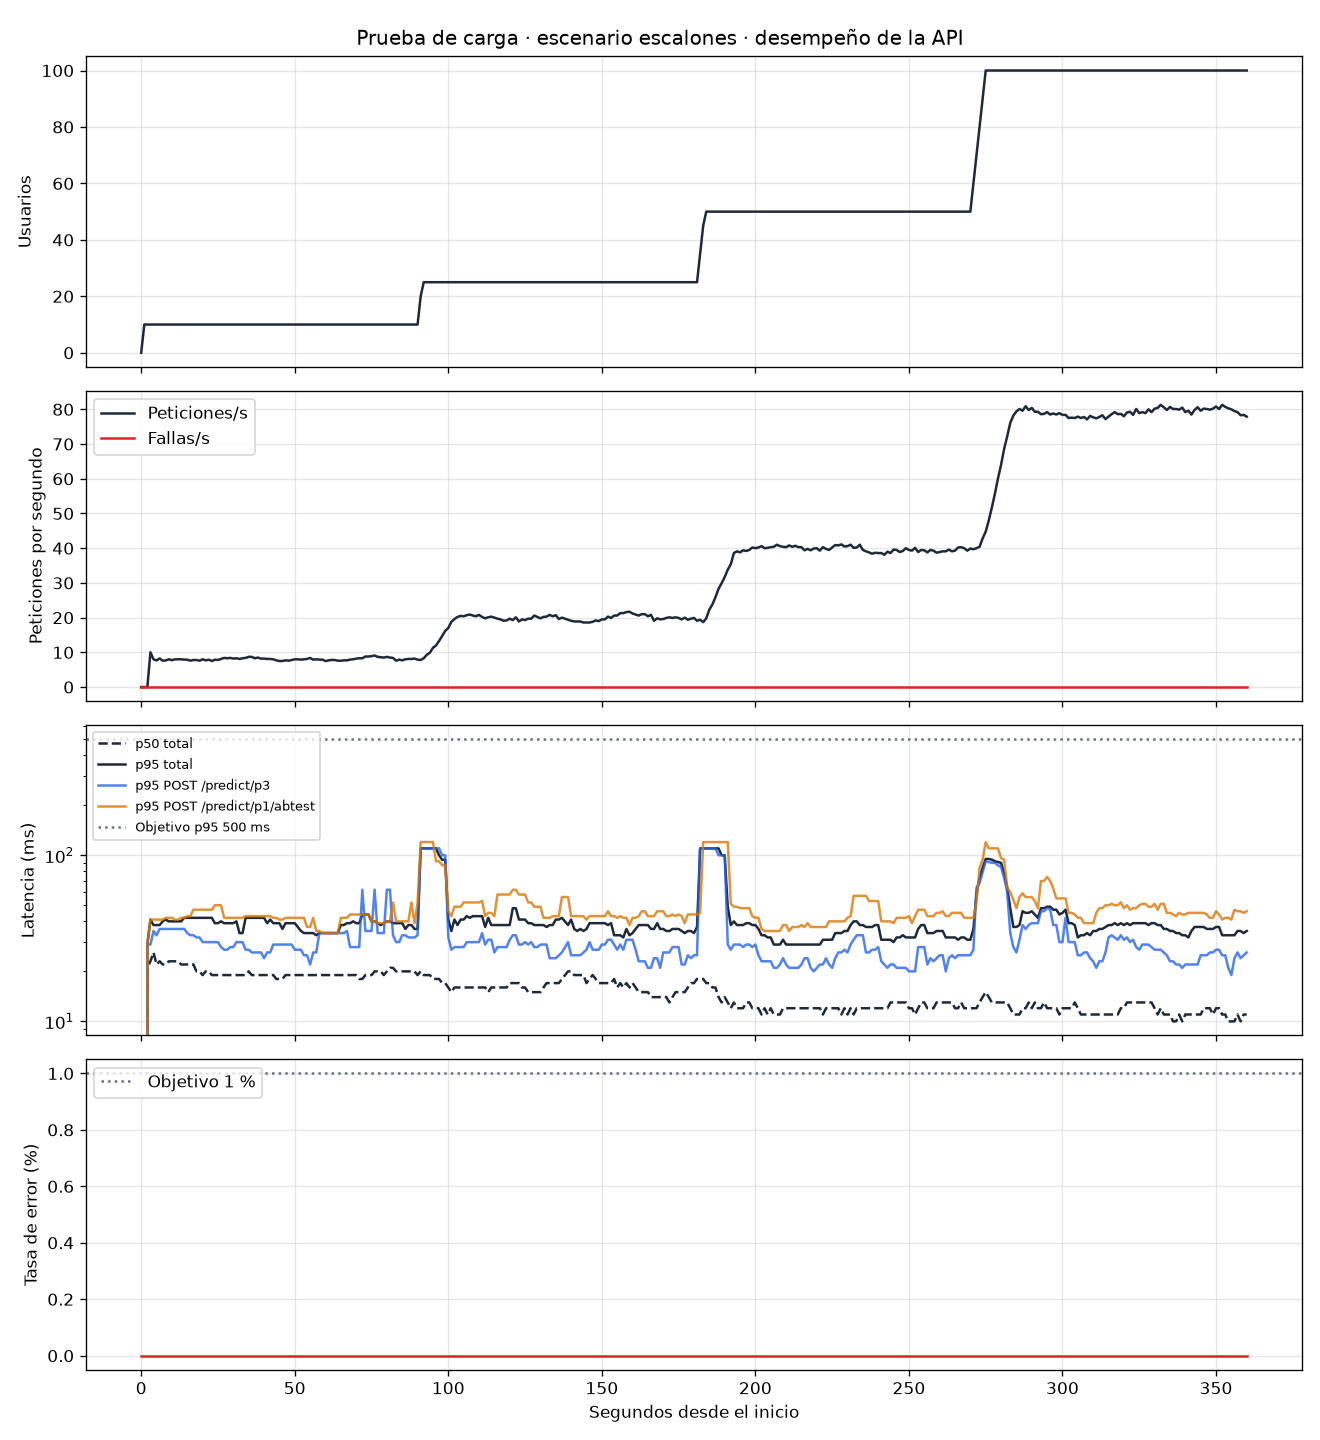 Prueba de carga · escenario escalones · desempeño de la API
Usuarios
100
80
60
40
20
0
Peticiones por segundo
80
70
60
50
40
30
20
10
0
Peticiones/s
Fallas/s
Latencia (ms)
10²
10¹
p50 total
p95 total
p95 POST /predict/p3
p95 POST /predict/p1/abtest
Objetivo p95 500 ms
Tasa de error (%)
1.0
0.8
0.6
0.4
0.2
0.0
Objetivo 1 %
0 50 100 150 200 250 300 350
Segundos desde el inicio